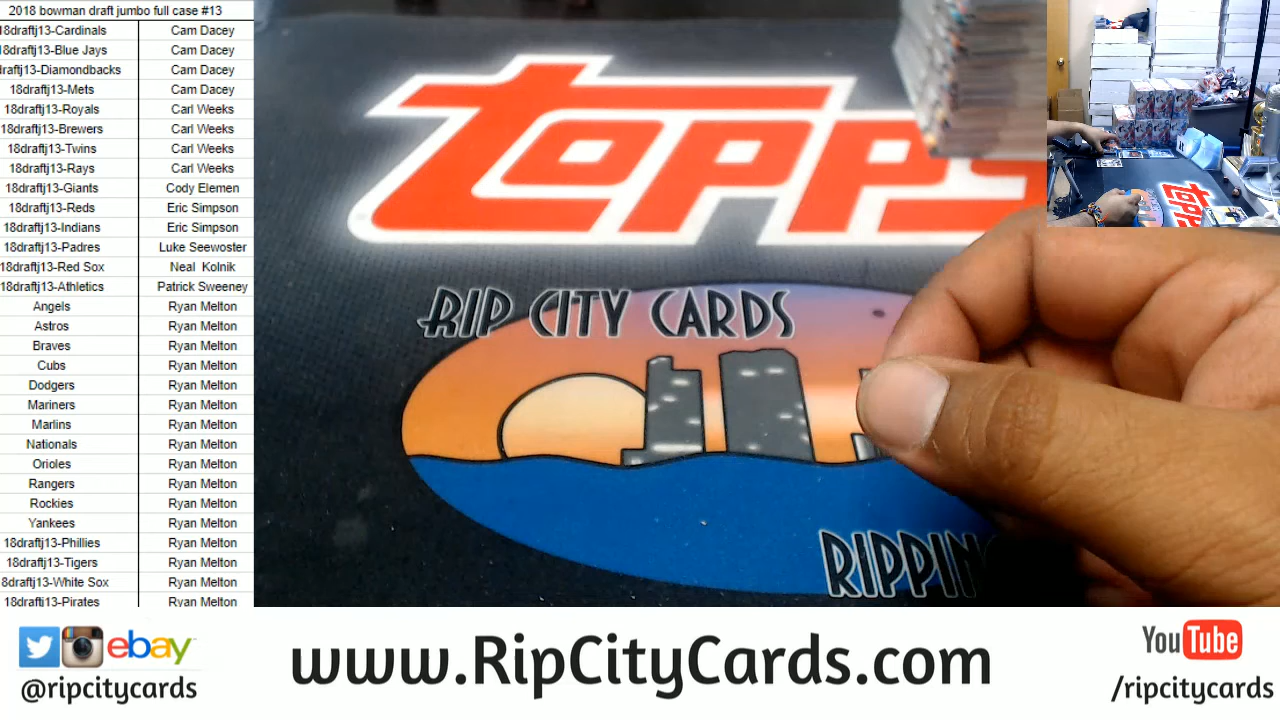 2018 bowman draft jumbo full case #13
18draftj13-Cardinals Cam Dacey
18draftj13-Blue Jays Cam Dacey
draftj13-Diamondbacks Cam Dacey
18draftj13-Mets Cam Dacey
18draftj13-Royals Carl Weeks
18draftj13-Brewers Carl Weeks
18draftj13-Twins Carl Weeks
18draftj13-Rays Carl Weeks
18draftj13-Giants Cody Elemen
18draftj13-Reds Eric Simpson
18draftj13-Indians Eric Simpson
18draftj13-Padres Luke Seewoster
18draftj13-Red Sox Neal Kolnik
18draftj13-Athletics Patrick Sweeney
Angels Ryan Melton
Astros Ryan Melton
Braves Ryan Melton
Cubs Ryan Melton
Dodgers Ryan Melton
Mariners Ryan Melton
Marlins Ryan Melton
Nationals Ryan Melton
Orioles Ryan Melton
Rangers Ryan Melton
Rockies Ryan Melton
Yankees Ryan Melton
18draftj13-Phillies Ryan Melton
18draftj13-Tigers Ryan Melton
8draftj13-White Sox Ryan Melton
18draftj13-Pirates Ryan Melton
topps
RIP CITY CARDS
RIPPIN
topps
ebay
@ripcitycards
www.RipCityCards.com
YouTube
/ripcitycards